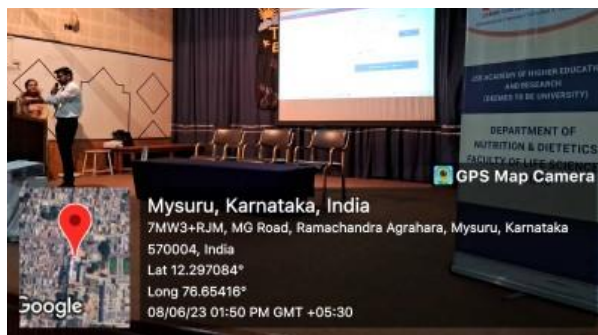 JSS ACADEMY OF HIGHER EDUCATION
AND RESEARCH
(DEEMED TO BE UNIVERSITY)
DEPARTMENT OF
NUTRITION & DIETETICS
FACULTY OF LIFE SCIENCE
GPS Map Camera
Mysuru, Karnataka, India
7MW3+RJM, MG Road, Ramachandra Agrahara, Mysuru, Karnataka
570004, India
Lat 12.297084°
Long 76.65416°
08/06/23 01:50 PM GMT +05:30
Google